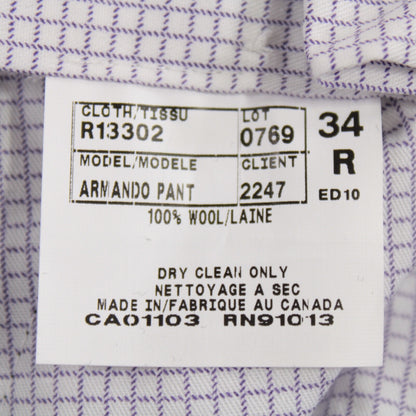 CLOTH/TISSU LOT 34
R13302 0769
MODEL/MODELE CLIENT R
ARMANDO PANT 2247 ED10
100% WOOL/LAINE
DRY CLEAN ONLY
NETTOYAGE A SEC
MADE IN/FABRIQUE AU CANADA
CA01103 RN91013